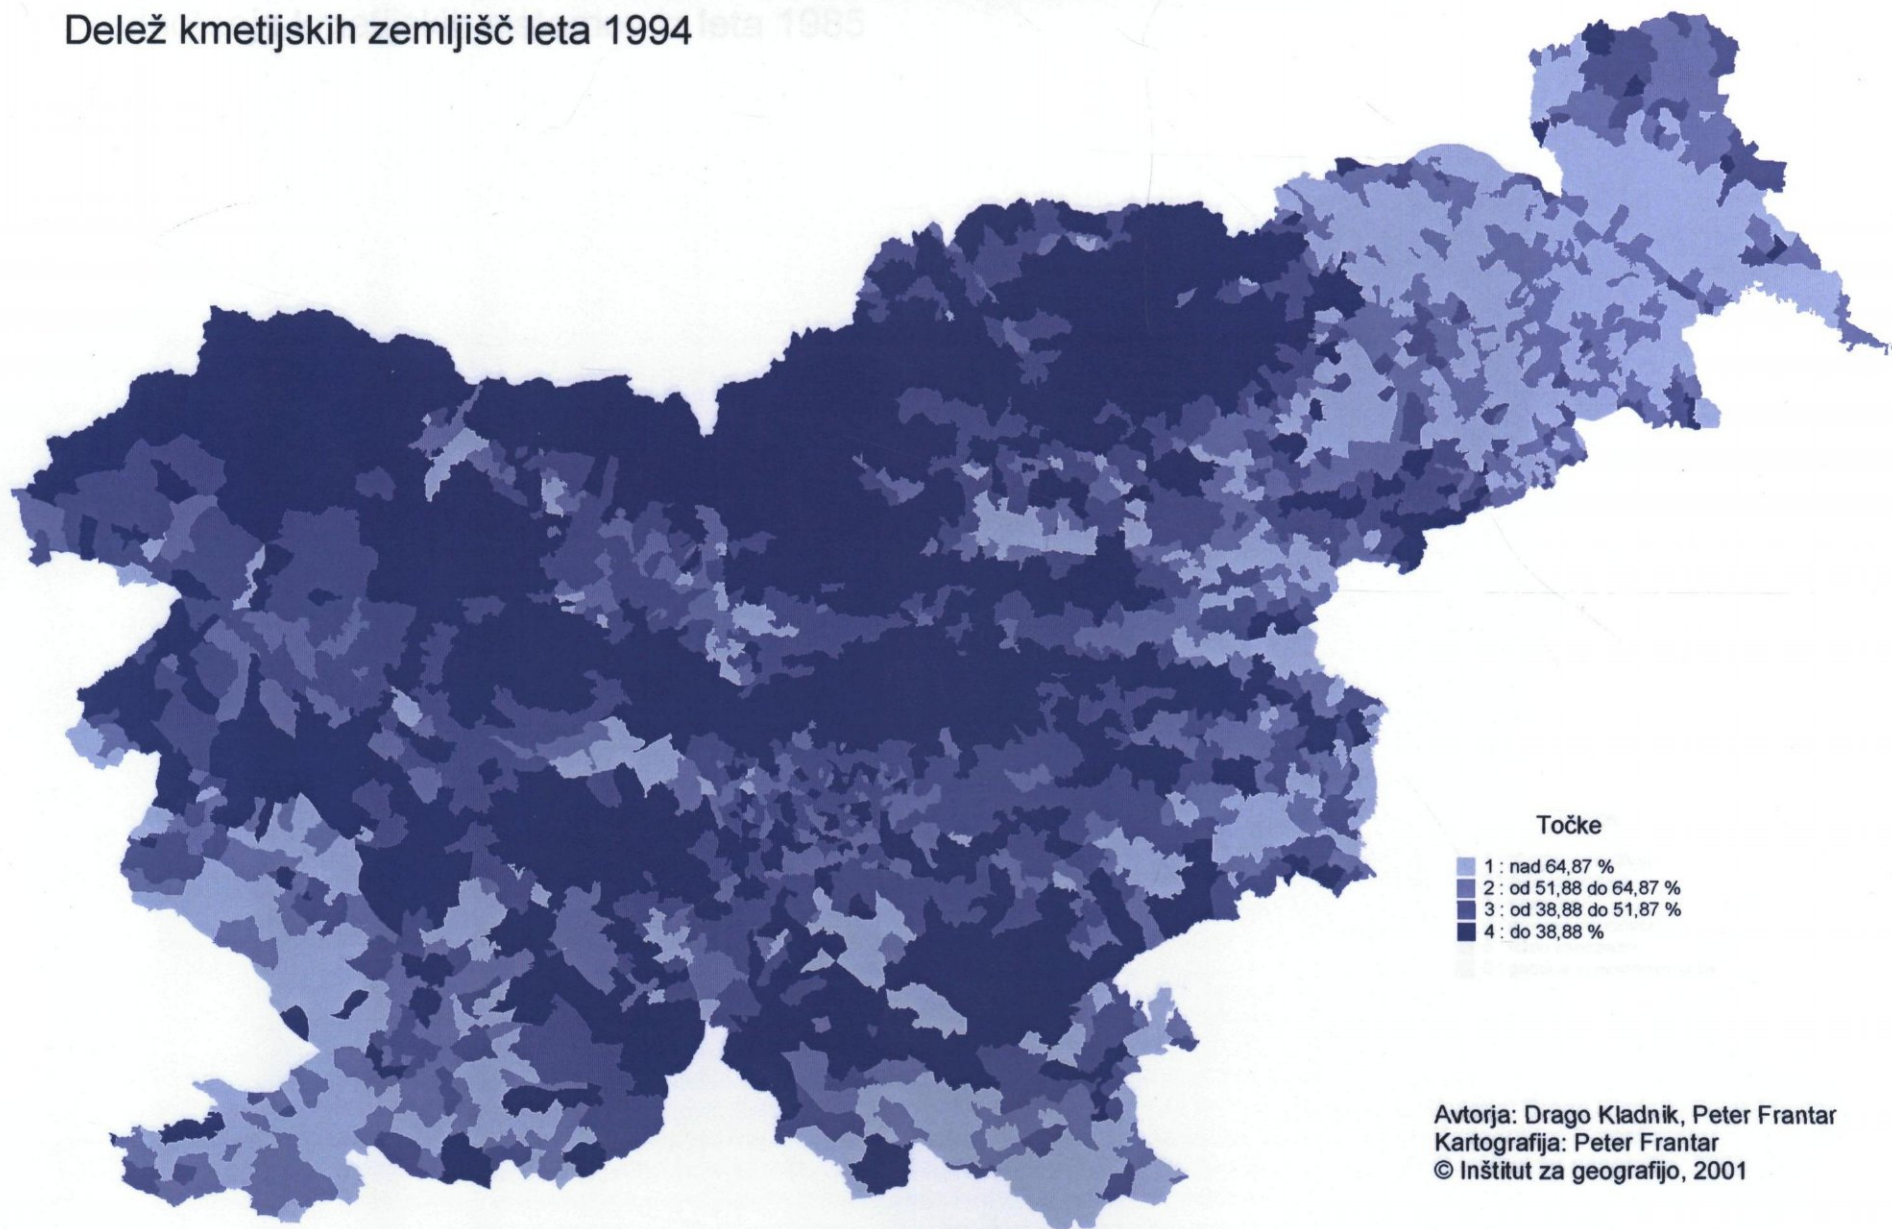 Delež kmetijskih zemljišč leta 1994
leta 1985
Točke
1 : nad 64,87 %
2 : od 51,88 do 64,87 %
3 : od 38,88 do 51,87 %
4 : do 38,88 %
Avtorja: Drago Kladnik, Peter Frantar
Kartografija: Peter Frantar
© Inštitut za geografijo, 2001